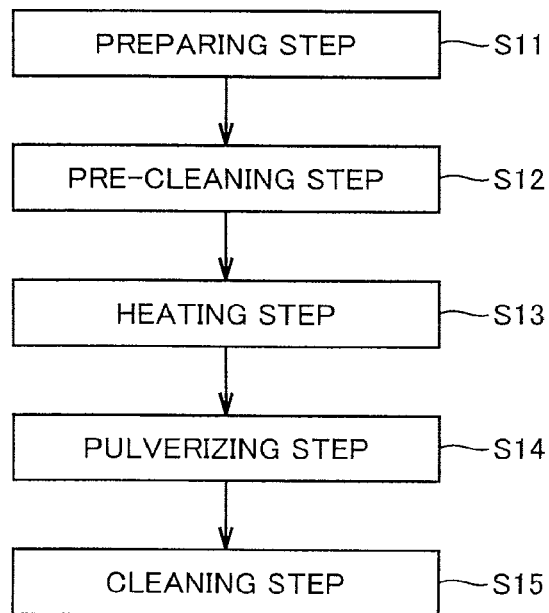 PREPARING STEP S11
PRE-CLEANING STEP S12
HEATING STEP S13
PULVERIZING STEP S14
CLEANING STEP S15